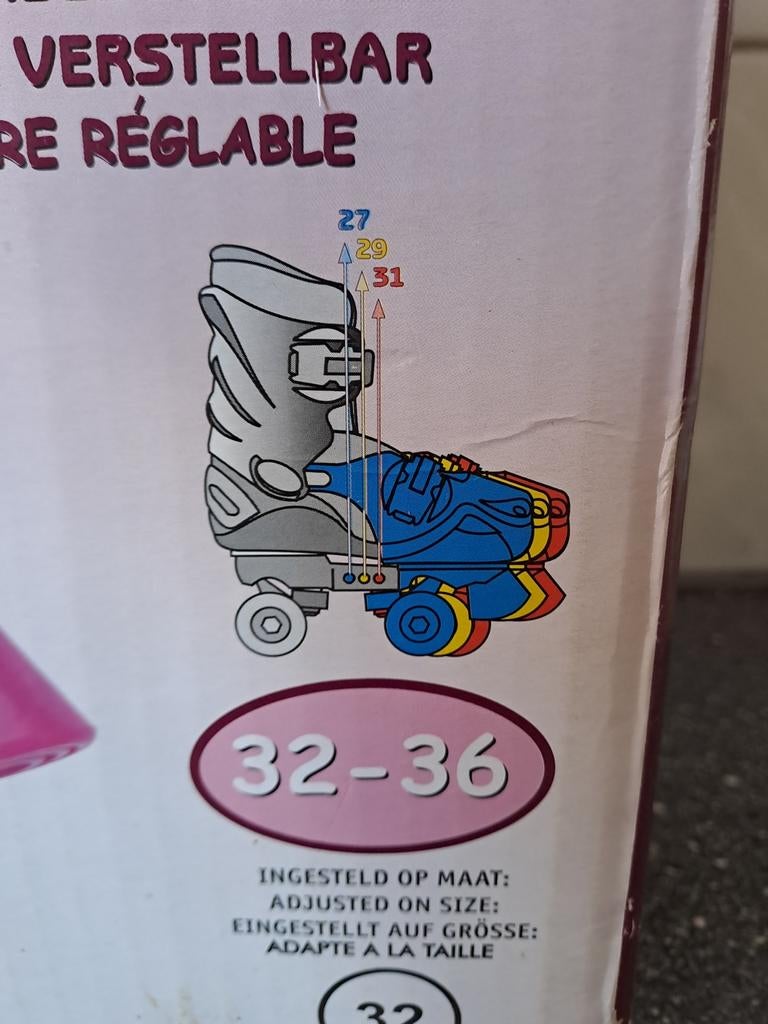 VERSTELLBAR
RE RÉGLABLE
27
29
31
32-36
INGESTELD OP MAAT:
ADJUSTED ON SIZE:
EINGESTELLT AUF GRÖSSE:
ADAPTE A LA TAILLE
32